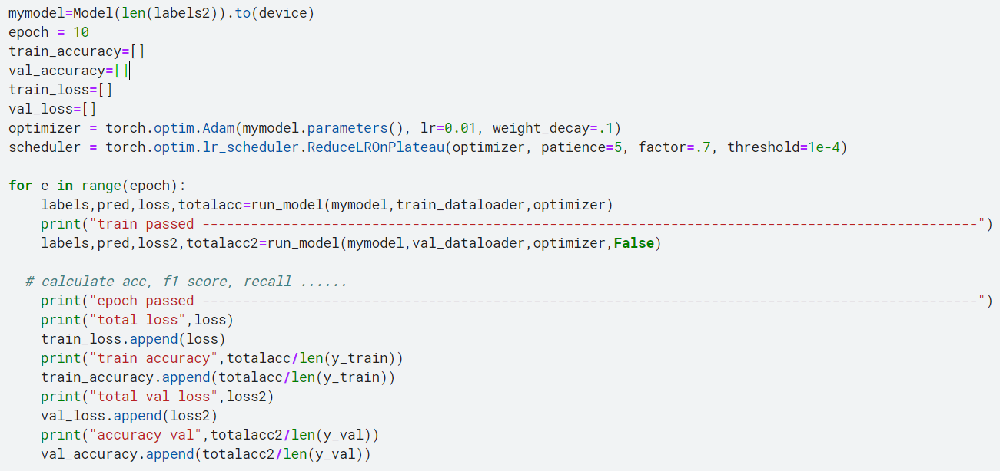 mymodel=Model(len(labels2)).to(device)
epoch = 10
train_accuracy=[]
val_accuracy=[]
train_loss=[]
val_loss=[]
optimizer = torch.optim.Adam(mymodel.parameters(), lr=0.01, weight_decay=.1)
scheduler = torch.optim.lr_scheduler.ReduceLROnPlateau(optimizer, patience=5, factor=.7, threshold=1e-4)

for e in range(epoch):
    labels,pred,loss,totalacc=run_model(mymodel,train_dataloader,optimizer)
    print("train passed ------------------------------------------------------------------------------------------------")
    labels,pred,loss2,totalacc2=run_model(mymodel,val_dataloader,optimizer,False)

  # calculate acc, f1 score, recall ......
    print("epoch passed ------------------------------------------------------------------------------------------------")
    print("total loss",loss)
    train_loss.append(loss)
    print("train accuracy",totalacc/len(y_train))
    train_accuracy.append(totalacc/len(y_train))
    print("total val loss",loss2)
    val_loss.append(loss2)
    print("accuracy val",totalacc2/len(y_val))
    val_accuracy.append(totalacc2/len(y_val))